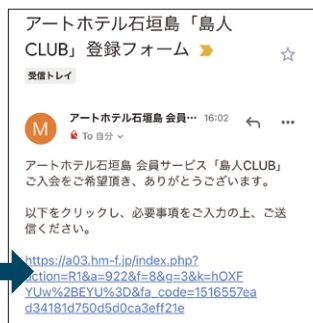 アートホテル石垣島「島人
CLUB」登録フォーム
受信トレイ
M
アートホテル石垣島 会員… 16:02
To 自分
アートホテル石垣島 会員サービス「島人CLUB」
ご入会をご希望頂き、ありがとうございます。
以下をクリックし、必要事項をご入力の上、ご送
信ください。
https://a03.hm-f.jp/index.php?
action=R1&a=922&f=8&g=3&k=hOXF
YUw%2BEYU%3D&fa_code=1516557ea
d34181d750d5d0ca3eff21e